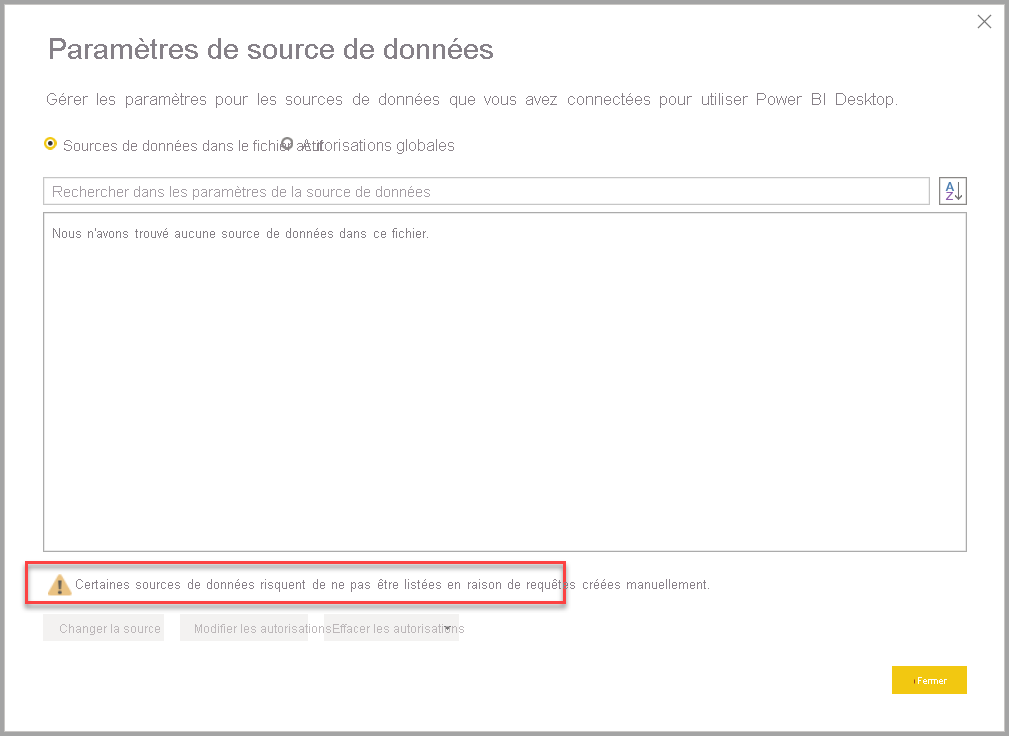 Paramètres de source de données
Gérer les paramètres pour les sources de données que vous avez connectées pour utiliser Power BI Desktop.
Sources de données dans le fichier actif Autorisations globales
Rechercher dans les paramètres de la source de données
A
Z
Nous n'avons trouvé aucune source de données dans ce fichier.
Certaines sources de données risquent de ne pas être listées en raison de requêtes créées manuellement.
Changer la source Modifier les autorisations Effacer les autorisations
Fermer